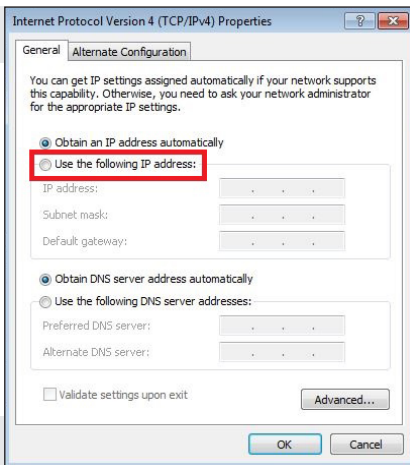 Internet Protocol Version 4 (TCP/IPv4) Properties
General
Alternate Configuration
You can get IP settings assigned automatically if your network supports
this capability. Otherwise, you need to ask your network administrator
for the appropriate IP settings.
Obtain an IP address automatically
Use the following IP address:
IP address:
Subnet mask:
Default gateway:
Obtain DNS server address automatically
Use the following DNS server addresses:
Preferred DNS server:
Alternate DNS server:
Validate settings upon exit
Advanced...
OK
Cancel